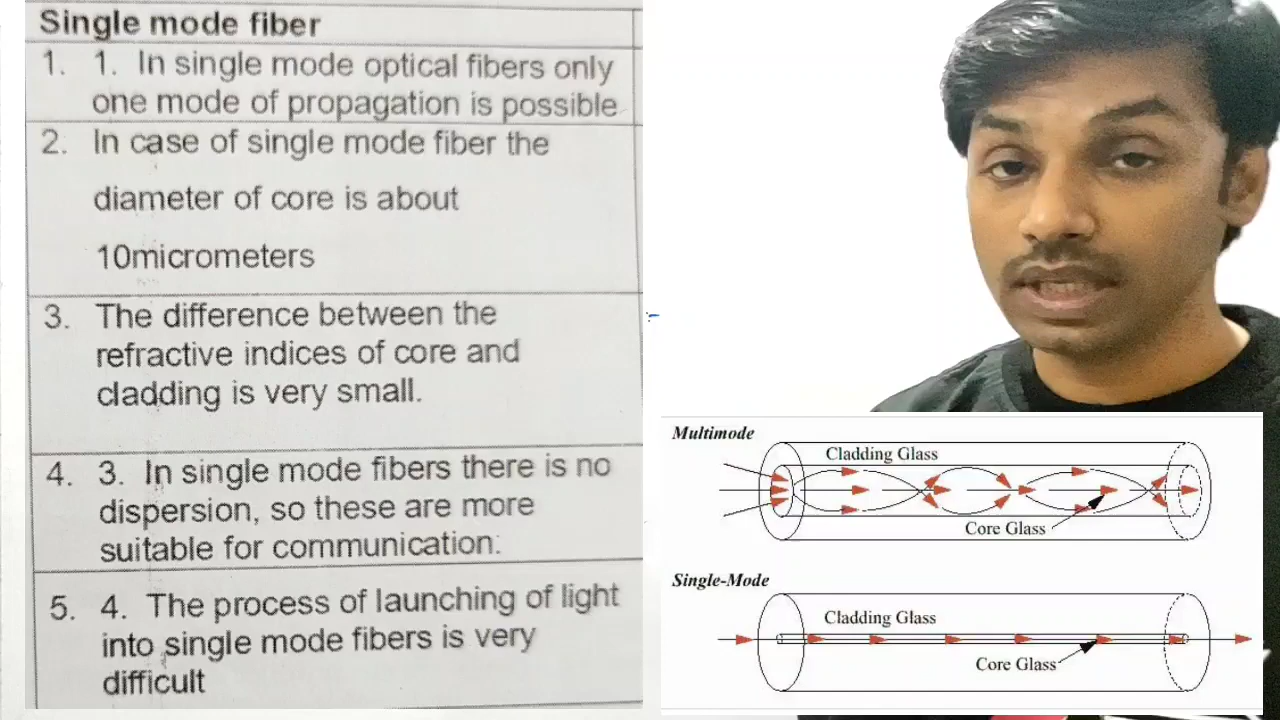 Single mode fiber
1. 1. In single mode optical fibers only
one mode of propagation is possible
2. In case of single mode fiber the
diameter of core is about
10micrometers
3. The difference between the
refractive indices of core and
cladding is very small.
4. 3. In single mode fibers there is no
dispersion, so these are more
suitable for communication.
5. 4. The process of launching of light
into single mode fibers is very
difficult
Multimode
Cladding Glass
Core Glass
Single-Mode
Cladding Glass
Core Glass